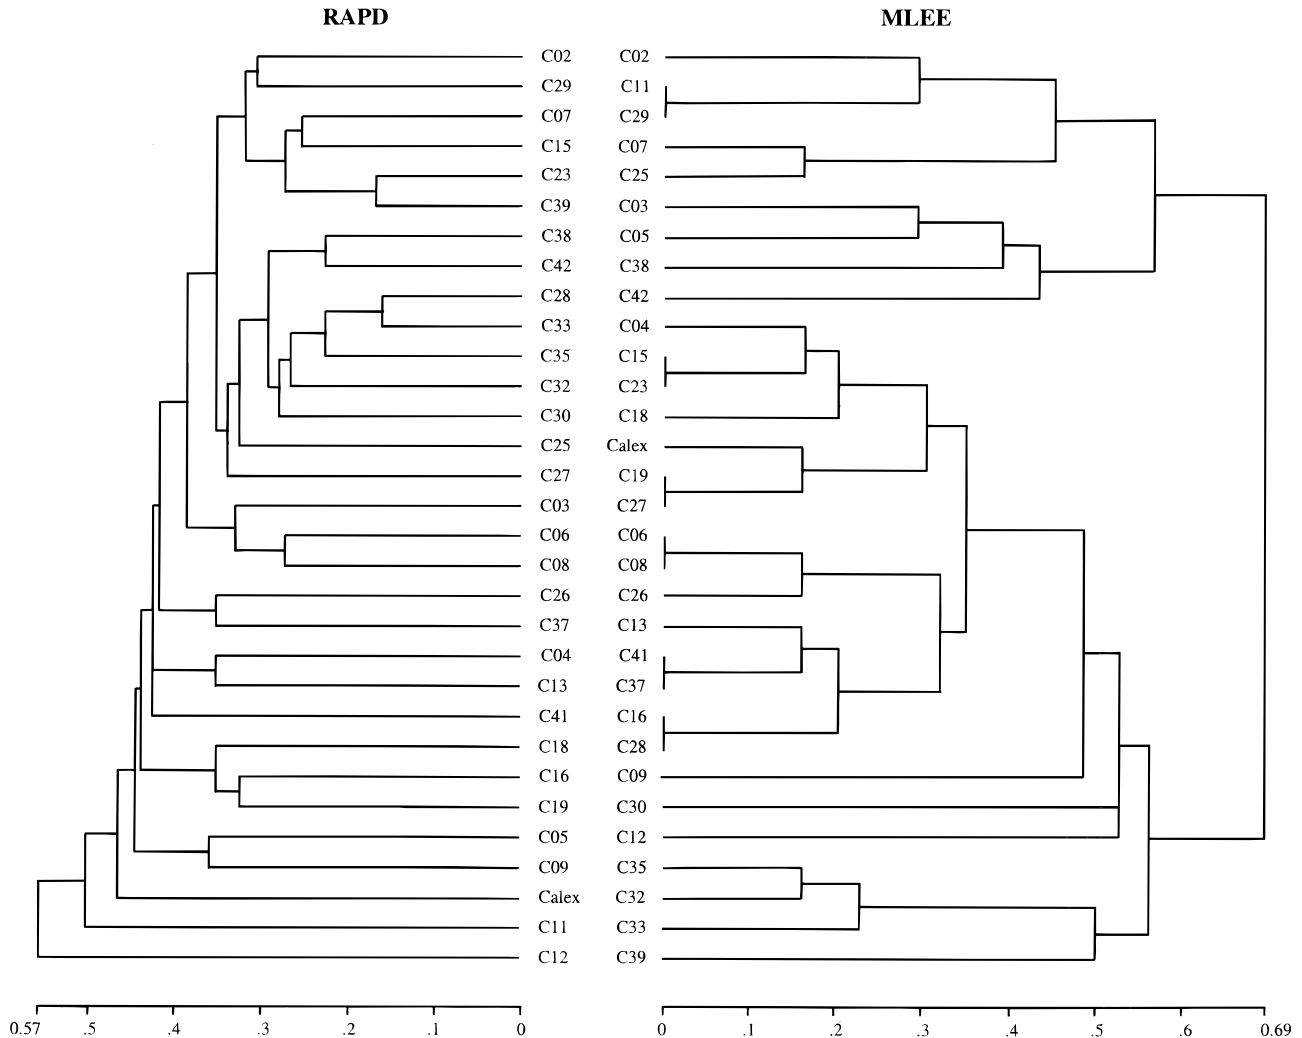 RAPD MLEE
C02 C02
C29 C11
C07 C29
C15 C07
C23 C25
C39 C03
C38 C05
C42 C38
C28 C42
C33 C04
C35 C15
C32 C23
C30 C18
C25 Calex
C27 C19
C03 C27
C06 C06
C08 C08
C26 C26
C37 C13
C04 C41
C13 C37
C41 C16
C18 C28
C16 C09
C19 C30
C05 C12
C09 C35
Calex C32
C11 C33
C12 C39
0.57 .5 .4 .3 .2 .1 0 0 .1 .2 .3 .4 .5 .6 0.69